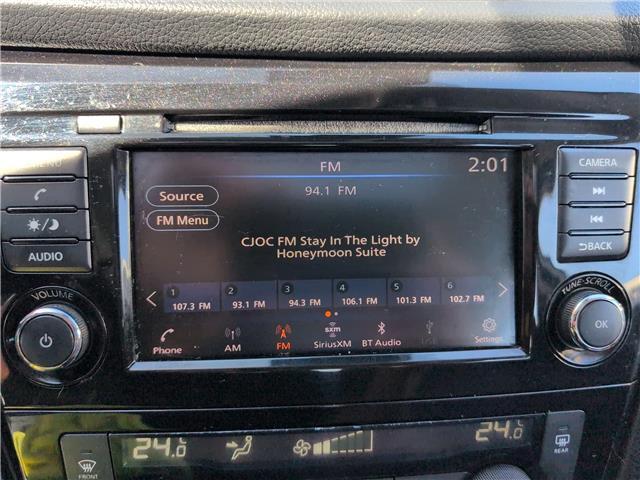 FM
2:01
94.1 FM
Source
FM Menu
CJOC FM Stay In The Light by
Honeymoon Suite
1 2 3 4 5 6
107.3 FM 93.1 FM 94.3 FM 106.1 FM 101.3 FM 102.7 FM
sxm
Phone AM FM SiriusXM BT Audio Settings
MENU
AUDIO
VOLUME
CAMERA
BACK
TUNE·SCROLL
OK
24.0°C
24.0
FRONT
REAR